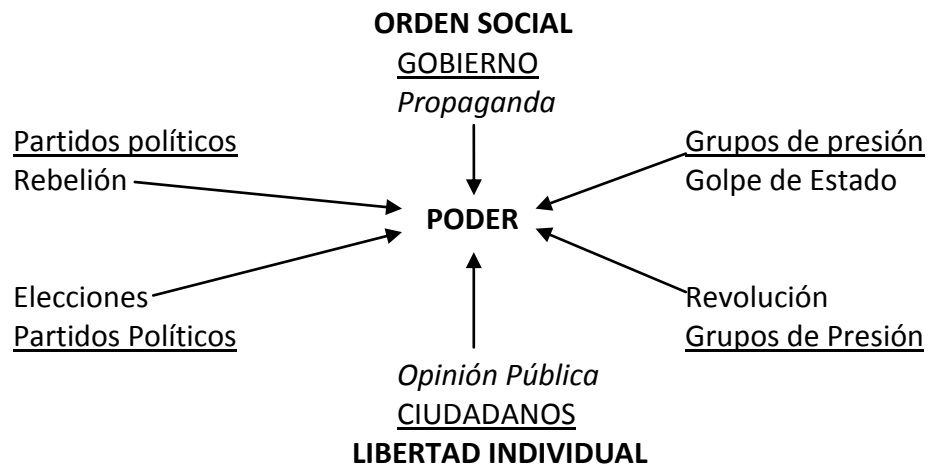 ORDEN SOCIAL
GOBIERNO
Propaganda
Partidos políticos
Rebelión
Grupos de presión
Golpe de Estado
PODER
Elecciones
Partidos Políticos
Revolución
Grupos de Presión
Opinión Pública
CIUDADANOS
LIBERTAD INDIVIDUAL